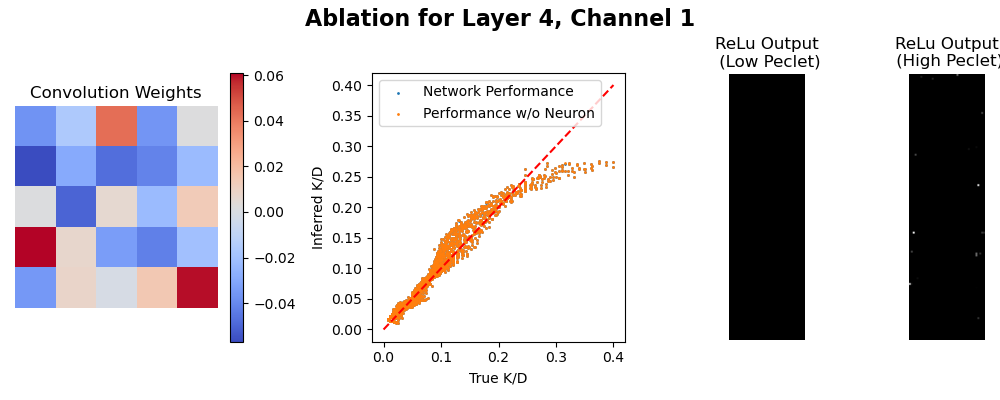 Ablation for Layer 4, Channel 1
Convolution Weights
0.06
0.04
0.02
0.00
−0.02
−0.04
Inferred K/D
0.40
0.35
0.30
0.25
0.20
0.15
0.10
0.05
0.00
Network Performance
Performance w/o Neuron
0.0
0.1
0.2
0.3
0.4
True K/D
ReLu Output
(Low Peclet)
ReLu Output
(High Peclet)